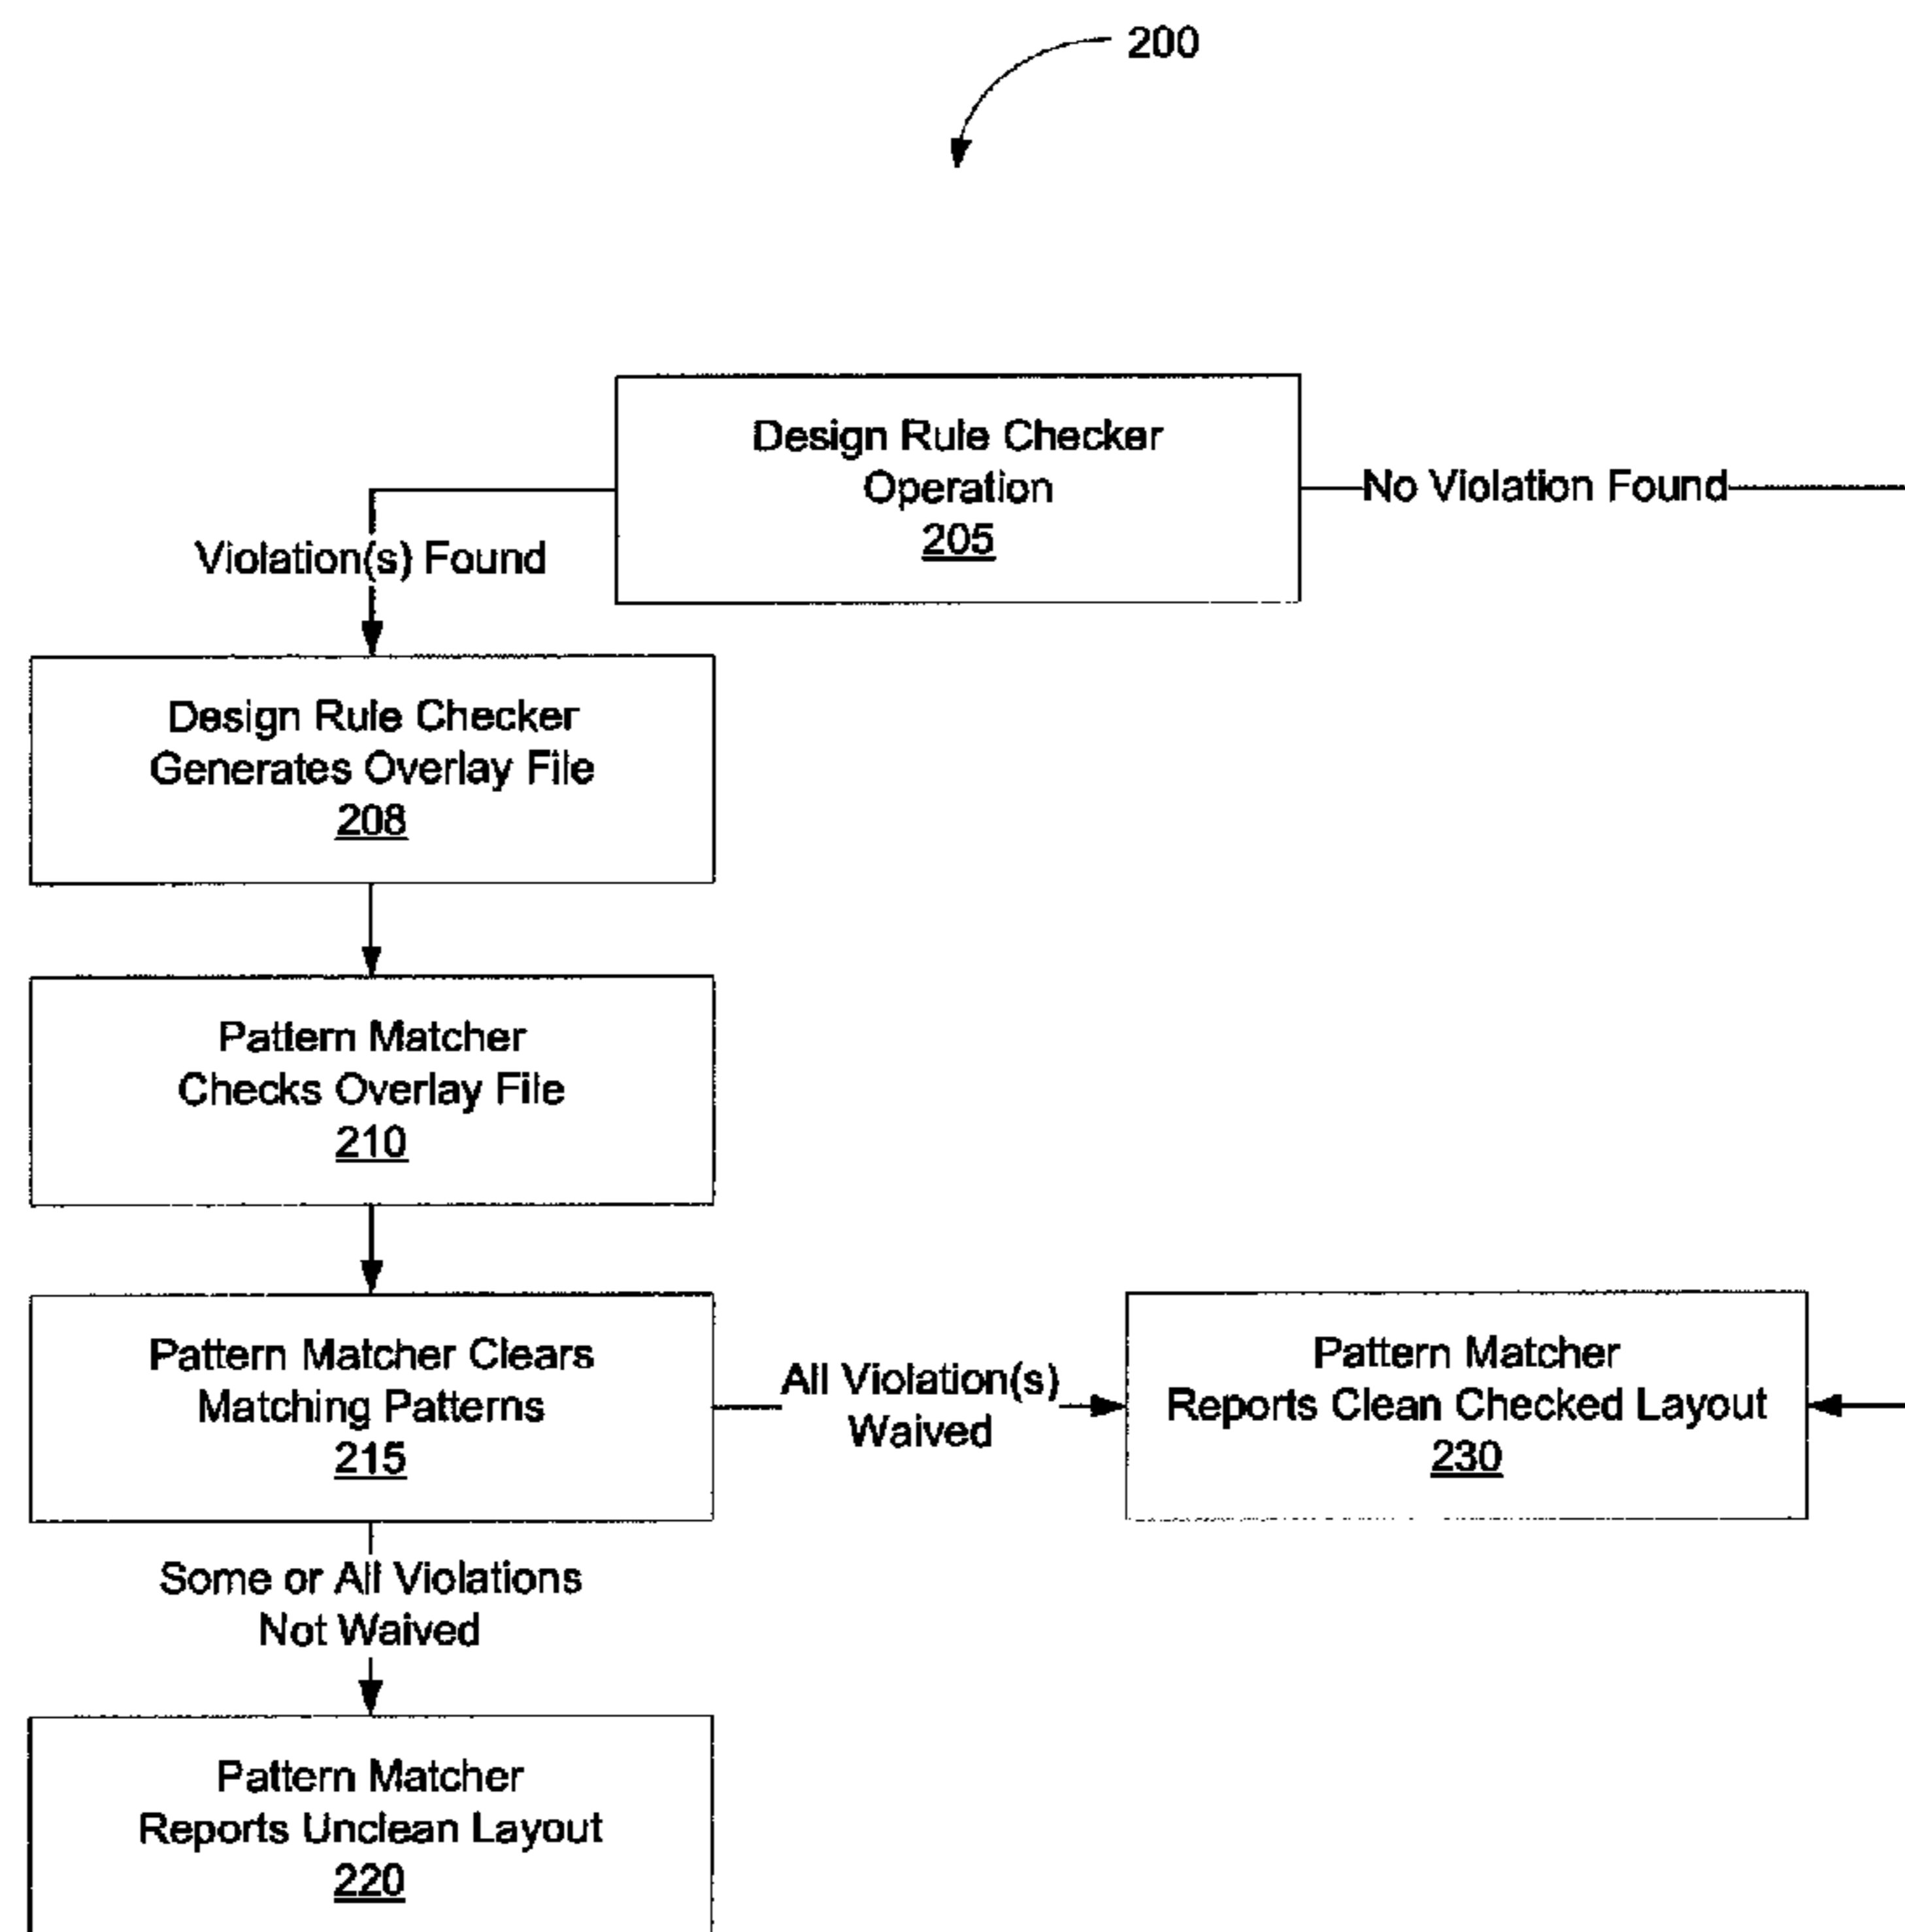 200
Design Rule Checker
Operation
205
No Violation Found
Violation(s) Found
Design Rule Checker
Generates Overlay File
208
Pattern Matcher
Checks Overlay File
210
Pattern Matcher Clears
Matching Patterns
215
All Violation(s)
Waived
Pattern Matcher
Reports Clean Checked Layout
230
Some or All Violations
Not Waived
Pattern Matcher
Reports Unclean Layout
220